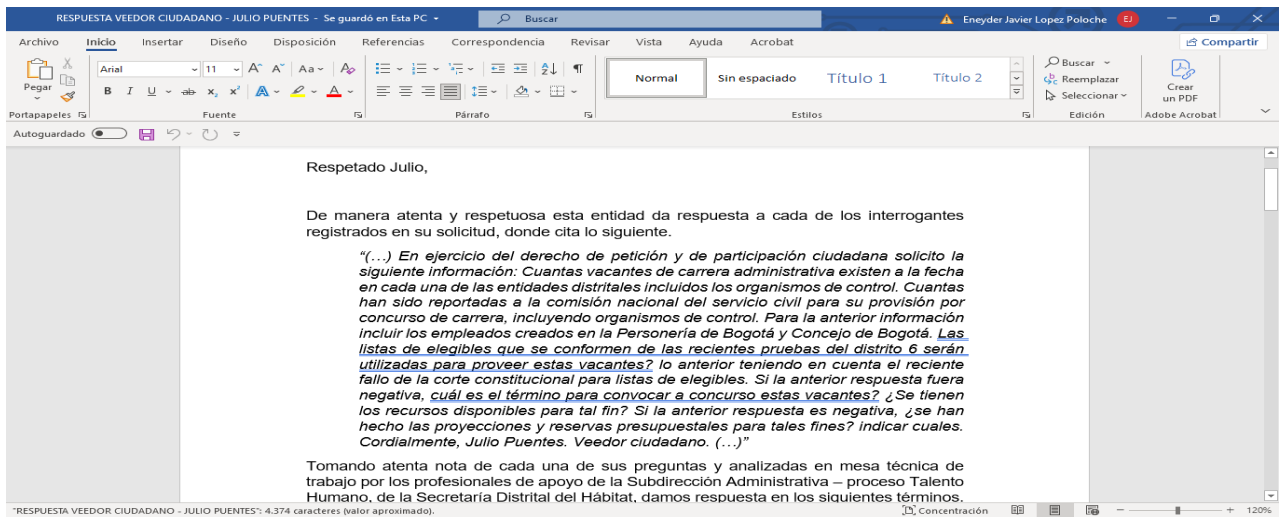 RESPUESTA VEEDOR CIUDADANO - JULIO PUENTES - Se guardó en Esta PC
Buscar
Eneyder Javier Lopez Poloche
EJ
Archivo Inicio Insertar Diseño Disposición Referencias Correspondencia Revisar Vista Ayuda Acrobat
Compartir
Pegar
Arial 11
Normal Sin espaciado Título 1 Título 2
Buscar
Reemplazar
Seleccionar
Crear
un PDF
Portapapeles Fuente Párrafo Estilos Edición Adobe Acrobat
Autoguardado
Respetado Julio,
De manera atenta y respetuosa esta entidad da respuesta a cada de los interrogantes
registrados en su solicitud, donde cita lo siguiente.
“(…) En ejercicio del derecho de petición y de participación ciudadana solicito la
siguiente información: Cuantas vacantes de carrera administrativa existen a la fecha
en cada una de las entidades distritales incluidos los organismos de control. Cuantas
han sido reportadas a la comisión nacional del servicio civil para su provisión por
concurso de carrera, incluyendo organismos de control. Para la anterior información
incluir los empleados creados en la Personería de Bogotá y Concejo de Bogotá. Las
listas de elegibles que se conformen de las recientes pruebas del distrito 6 serán
utilizadas para proveer estas vacantes? lo anterior teniendo en cuenta el reciente
fallo de la corte constitucional para listas de elegibles. Si la anterior respuesta fuera
negativa, cuál es el término para convocar a concurso estas vacantes? ¿Se tienen
los recursos disponibles para tal fin? Si la anterior respuesta es negativa, ¿se han
hecho las proyecciones y reservas presupuestales para tales fines? indicar cuales.
Cordialmente, Julio Puentes. Veedor ciudadano. (…)”
Tomando atenta nota de cada una de sus preguntas y analizadas en mesa técnica de
trabajo por los profesionales de apoyo de la Subdirección Administrativa – proceso Talento
Humano, de la Secretaría Distrital del Hábitat, damos respuesta en los siguientes términos.
"RESPUESTA VEEDOR CIUDADANO - JULIO PUENTES": 4.374 caracteres (valor aproximado).
Concentración
120%